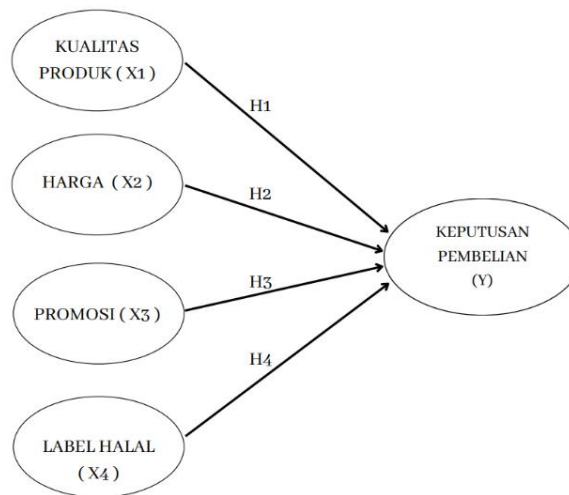 KUALITAS
PRODUK ( X1 )
H1
HARGA ( X2 )
H2
KEPUTUSAN
PEMBELIAN
(Y)
H3
PROMOSI ( X3 )
H4
LABEL HALAL
( X4 )